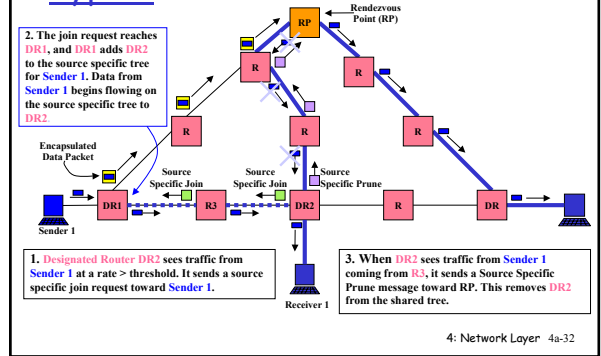 2. The join request reaches
DR1, and DR1 adds DR2
to the source specific tree
for Sender 1. Data from
Sender 1 begins flowing on
the source specific tree to
DR2.
Rendezvous
Point (RP)
RP
R
R
R
R
R
Encapsulated
Data Packet
Source
Specific Join
Source
Specific Join
Source
Specific Prune
DR1
R3
DR2
R
DR
Sender 1
Receiver 1
1. Designated Router DR2 sees traffic from
Sender 1 at a rate > threshold. It sends a source
specific join request toward Sender 1.
3. When DR2 sees traffic from Sender 1
coming from R3, it sends a Source Specific
Prune message toward RP. This removes DR2
from the shared tree.
4: Network Layer 4a-32